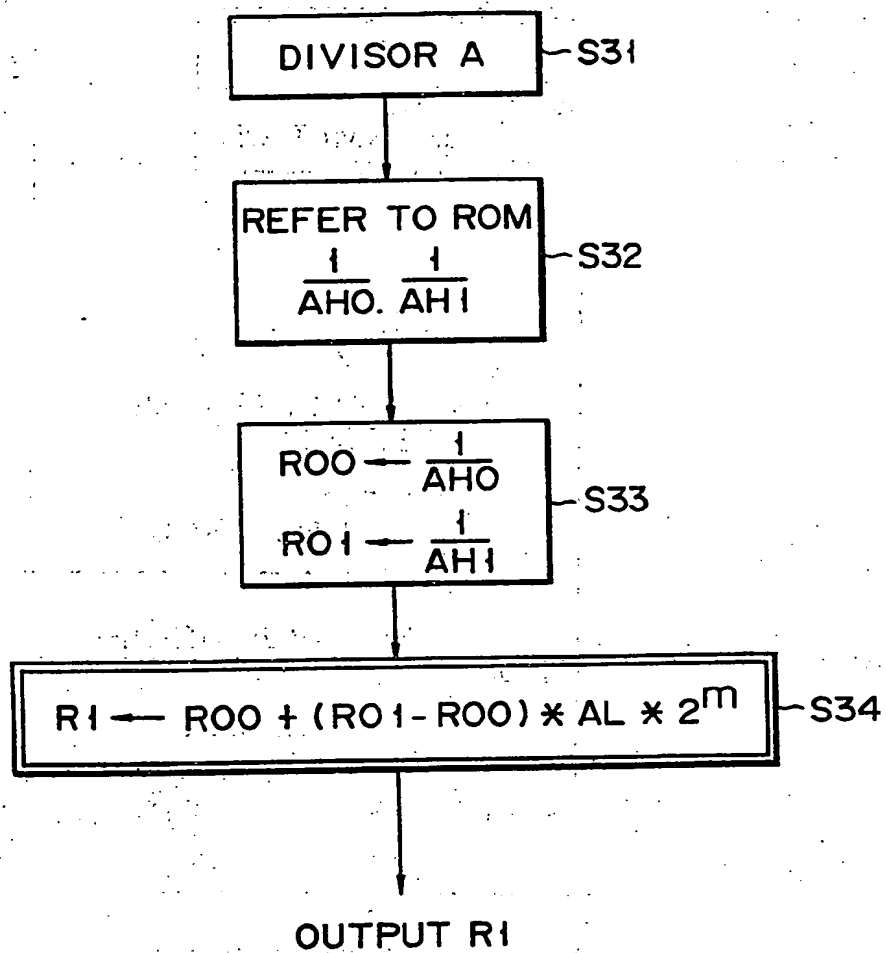 DIVISOR A
S31
REFER TO ROM
1/AH0. 1/AH1
S32
R00 ← 1/AH0
R01 ← 1/AH1
S33
R1 ← R00 + (R01-R00) * AL * 2^m
S34
OUTPUT R1